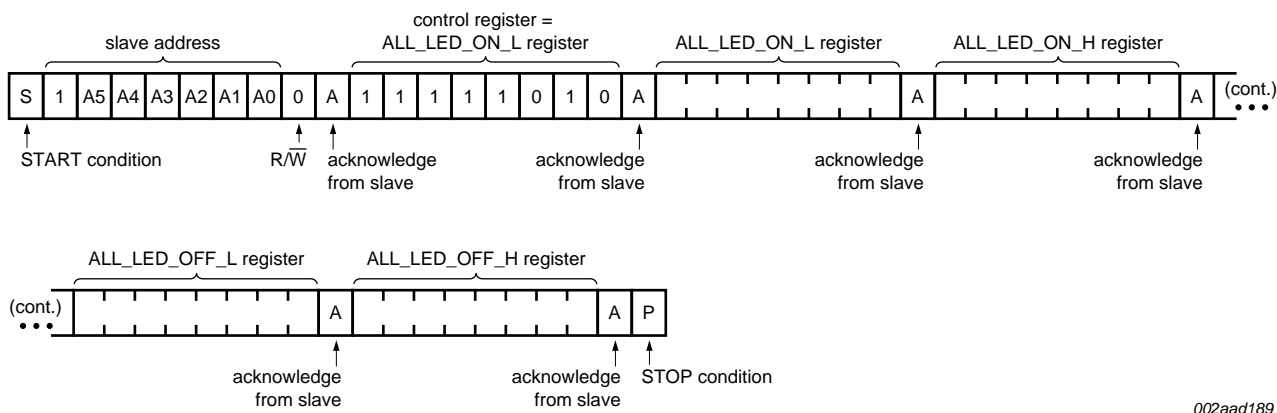 control register =
slave address ALL_LED_ON_L register ALL_LED_ON_L register ALL_LED_ON_H register
S 1 A5 A4 A3 A2 A1 A0 0 A 1 1 1 1 1 0 1 0 A A A (cont.)
START condition R/W̅ acknowledge acknowledge acknowledge acknowledge
from slave from slave from slave from slave
ALL_LED_OFF_L register ALL_LED_OFF_H register
(cont.) A A P
acknowledge acknowledge STOP condition
from slave from slave
002aad189